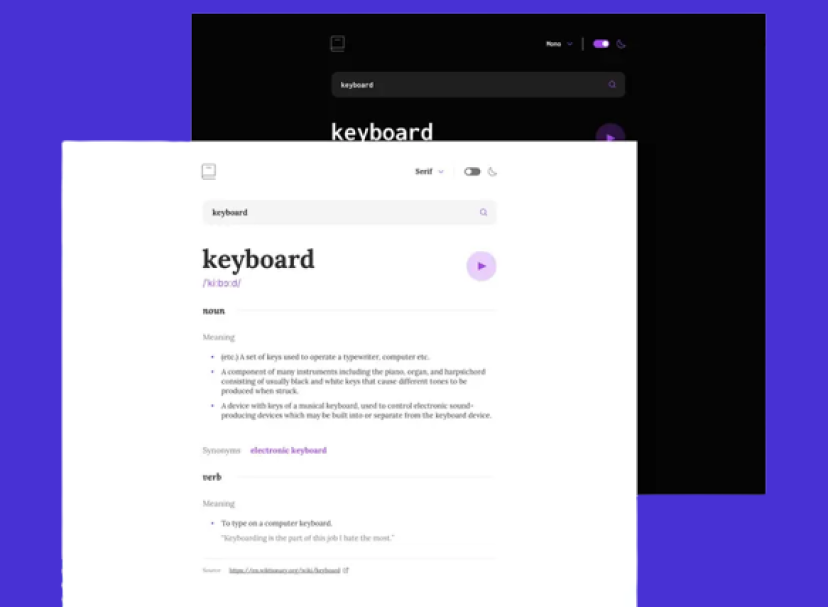 Mono
keyboard
keyboard
Serif
keyboard
keyboard
/ˈkiːbɔːd/
noun
Meaning
(etc.) A set of keys used to operate a typewriter, computer etc.
A component of many instruments including the piano, organ, and harpsichord
consisting of usually black and white keys that cause different tones to be
produced when struck.
A device with keys of a musical keyboard, used to control electronic sound-
producing devices which may be built into or separate from the keyboard device.
Synonyms electronic keyboard
verb
Meaning
To type on a computer keyboard.
"Keyboarding is the part of this job I hate the most."
Source https://en.wiktionary.org/wiki/keyboard